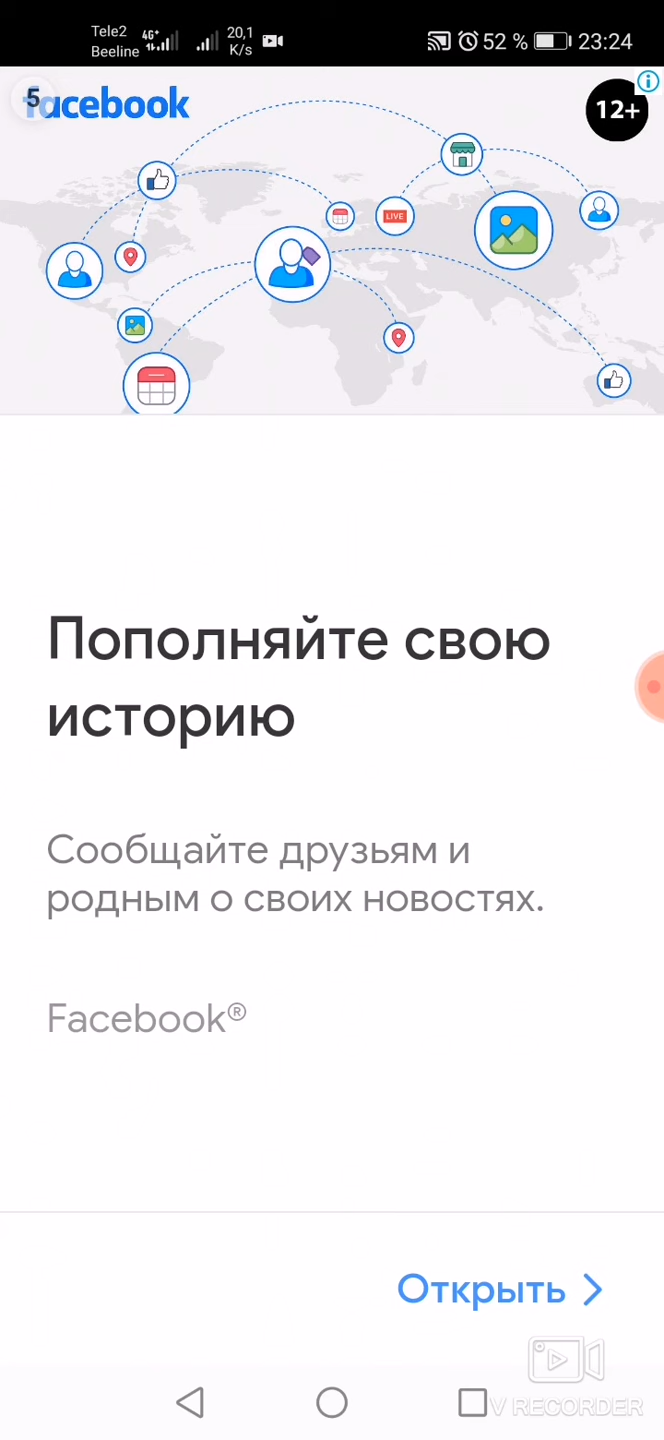 Tele2
Beeline
4G+
20,1
K/s
52 %
23:24
5
facebook
12+
LIVE
Пополняйте свою
историю
Сообщайте друзьям и
родным о своих новостях.
Facebook®
Открыть
V RECORDER